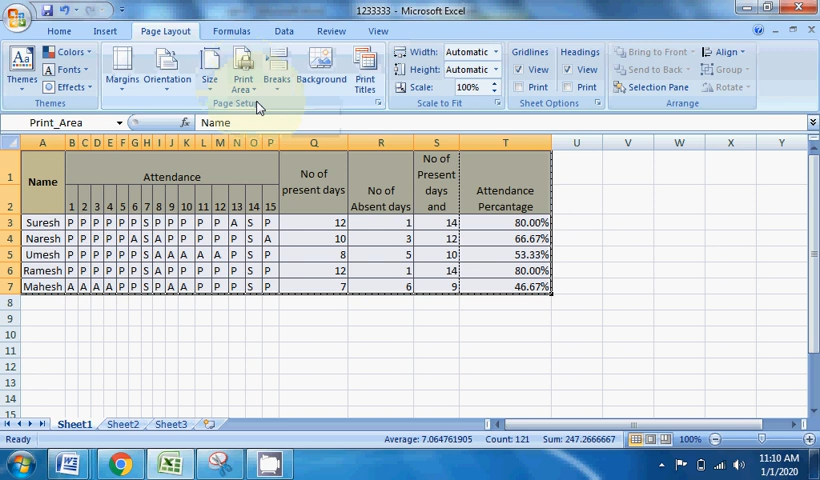 1233333 - Microsoft Excel
Home Insert Page Layout Formulas Data Review View
Themes Colors Fonts Effects
Margins Orientation Size Print Area Breaks Background Print Titles
Width: Automatic
Height: Automatic
Scale: 100%
Gridlines Headings
View View
Print Print
Bring to Front Align
Send to Back Group
Selection Pane Rotate
Themes Page Setup Scale to Fit Sheet Options Arrange
Print_Area fx Name
A B C D E F G H I J K L M N O P Q R S T U V W X Y
1 Name Attendance No of present days No of Absent days No of Present days and Attendance Percantage
2 1 2 3 4 5 6 7 8 9 10 11 12 13 14 15
3 Suresh P P P P P P S P P P P P A S P 12 1 14 80.00%
4 Naresh P P P P P A S A P P P P P S A 10 3 12 66.67%
5 Umesh P P P P P P S A A A A A P S P 8 5 10 53.33%
6 Ramesh P P P P P P S A P P P P P S P 12 1 14 80.00%
7 Mahesh A A A A P P S P A A P P P S P 7 6 9 46.67%
8
9
10
11
12
13
14
15
Sheet1 Sheet2 Sheet3
Ready Average: 7.064761905 Count: 121 Sum: 247.2666667 100%
11:10 AM
1/1/2020